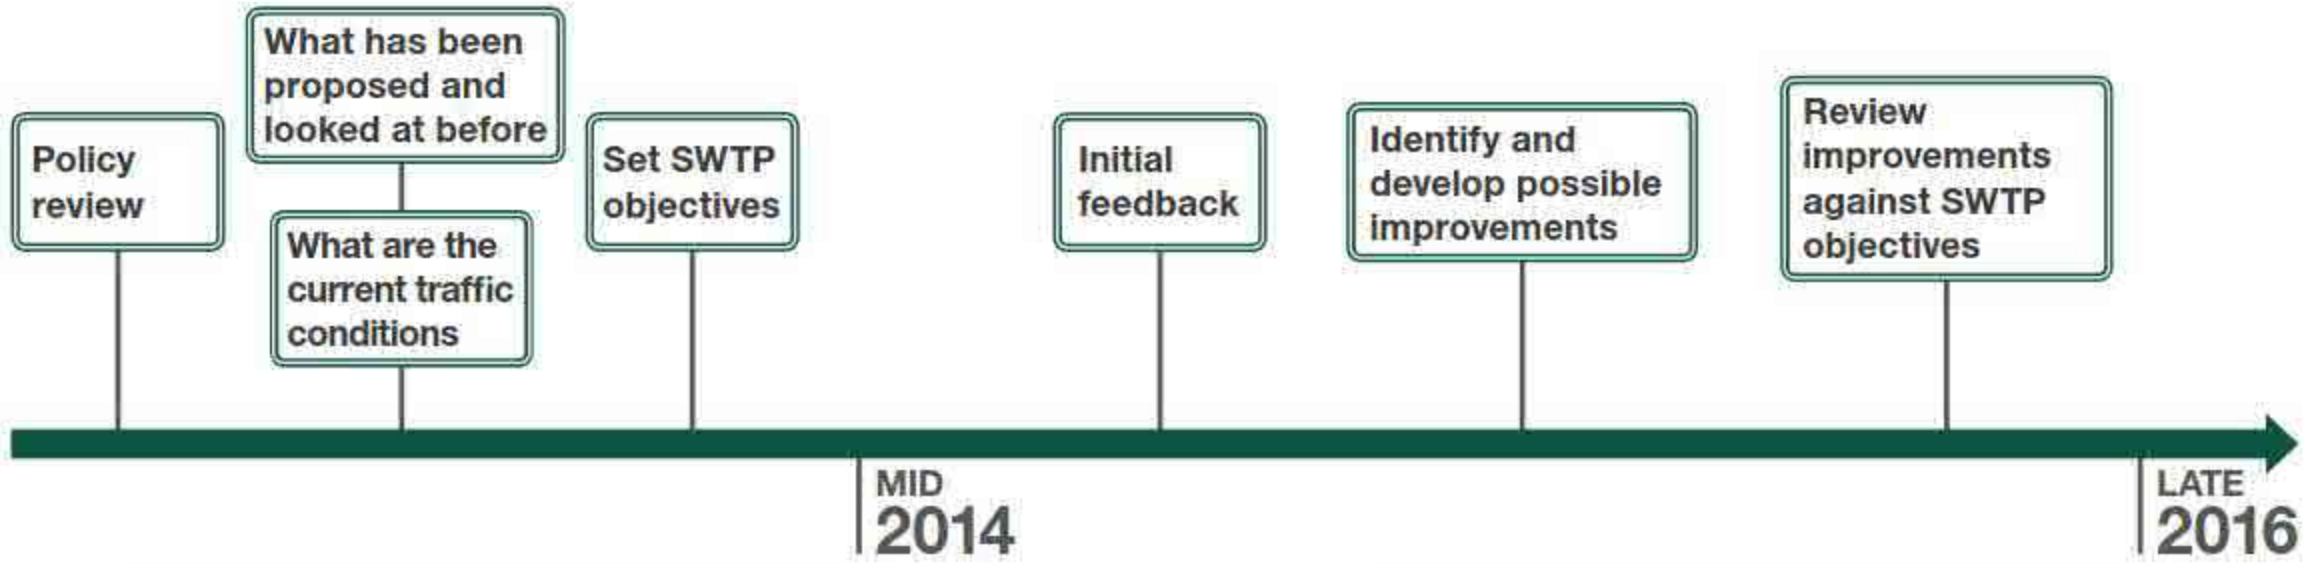 Policy
review
What has been
proposed and
looked at before
What are the
current traffic
conditions
Set SWTP
objectives
Initial
feedback
Identify and
develop possible
improvements
Review
improvements
against SWTP
objectives
MID
2014
LATE
2016